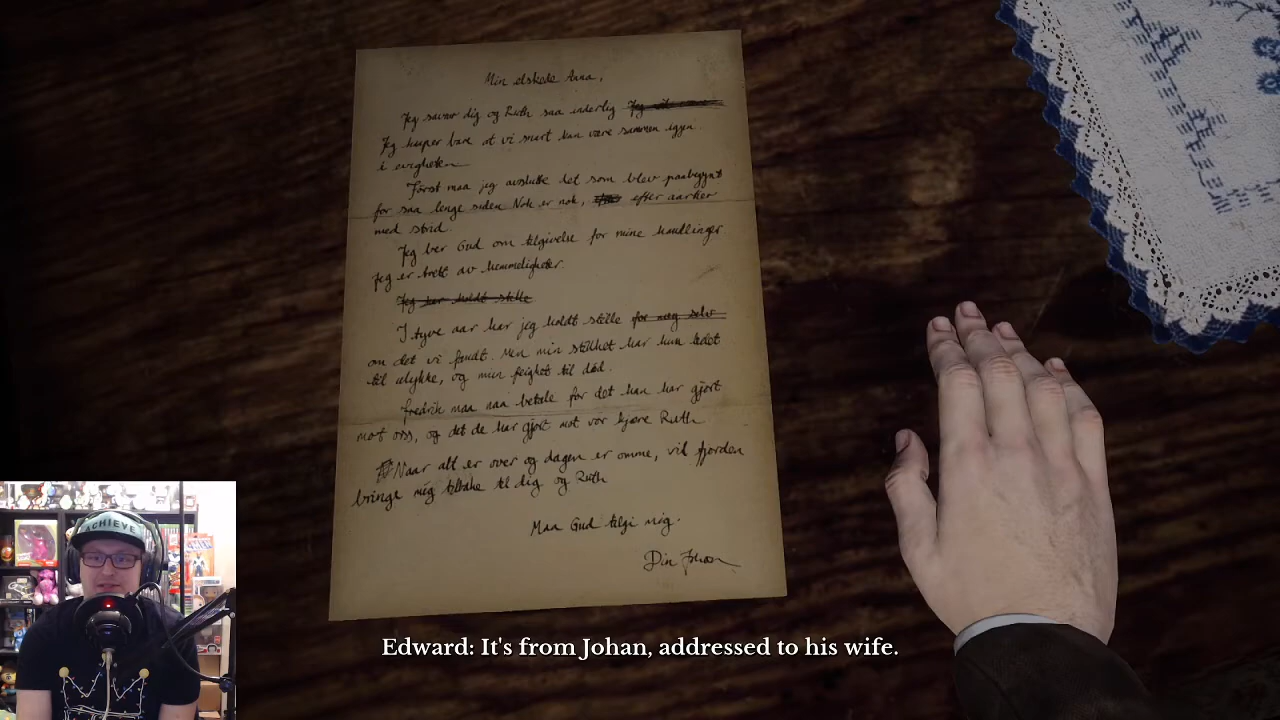 Min elskede Anna,
Jeg savner dig og Ruth saa inderlig
Jeg haaper bare at vi snart kan være sammen igjen
i evigheten
Först maa jeg avslutte det som blev paabegynt
for saa lenge siden Nok er nok, efter aarker
med strid.
Jeg ber Gud om tilgivelse for mine handlinger
Jeg er trett av hemmeligheter.
Jeg har holdt stille
I tyve aar har jeg holdt stille for meg selv
om det vi fandt. Men min stillhet har kun ledet
til ulykke, og min feighet til död.
Fredrik maa naa betale for det han har gjort
mot oss, og det de har gjort mot vor kjære Ruth
Naar alt er over og dagen er omme, vil fjorden
bringe mig tilbake til dig og Ruth
Maa Gud tilgi mig.
Din Johan
ACHIEVE
Edward: It's from Johan, addressed to his wife.